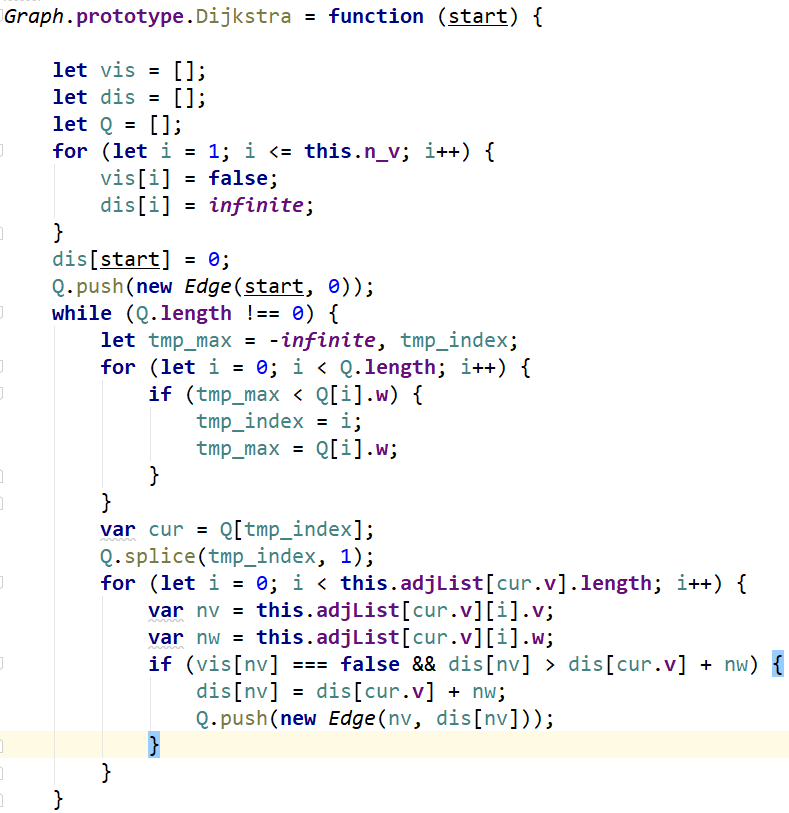 Graph.prototype.Dijkstra = function (start) {
    let vis = [];
    let dis = [];
    let Q = [];
    for (let i = 1; i <= this.n_v; i++) {
        vis[i] = false;
        dis[i] = infinite;
    }
    dis[start] = 0;
    Q.push(new Edge(start, 0));
    while (Q.length !== 0) {
        let tmp_max = -infinite, tmp_index;
        for (let i = 0; i < Q.length; i++) {
            if (tmp_max < Q[i].w) {
                tmp_index = i;
                tmp_max = Q[i].w;
            }
        }
        var cur = Q[tmp_index];
        Q.splice(tmp_index, 1);
        for (let i = 0; i < this.adjList[cur.v].length; i++) {
            var nv = this.adjList[cur.v][i].v;
            var nw = this.adjList[cur.v][i].w;
            if (vis[nv] === false && dis[nv] > dis[cur.v] + nw) {
                dis[nv] = dis[cur.v] + nw;
                Q.push(new Edge(nv, dis[nv]));
            }
        }
    }